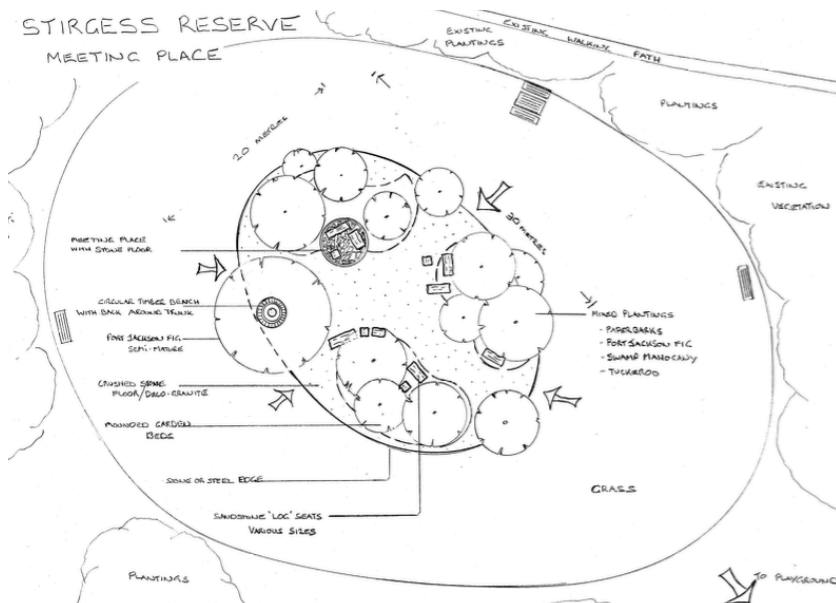 STIRGESS RESERVE
MEETING PLACE
EXISTING
PLANTINGS
EXISTING WALKING PATH
PLANTINGS
EXISTING
VEGETATION
20 METRES
30 METRES
MEETING PLACE
WITH STONE FLOOR
CIRCULAR TIMBER BENCH
WITH BACK AROUND TRUNK
PORT JACKSON FIG
SEMI-MATURE
CRUSHED STONE
FLOOR/DECO-GRANITE
MOUNDED GARDEN
BEDS
STONE OR STEEL EDGE
SANDSTONE 'LOG' SEATS
VARIOUS SIZES
MIXED PLANTINGS
- PAPERBARKS
- PORT JACKSON FIG
- SWAMP MAHOGANY
- TUCKEROO
GRASS
PLANTINGS
TO PLAYGROUND